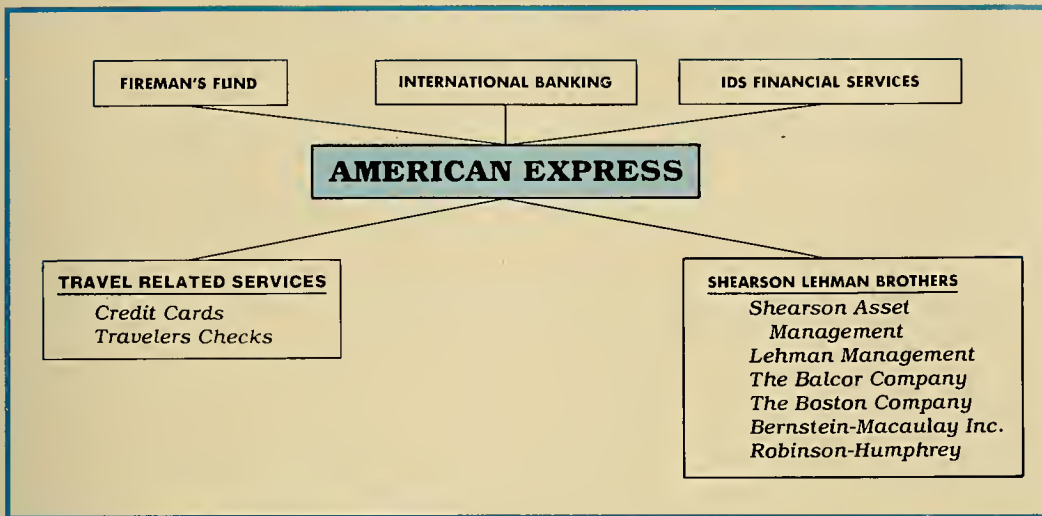 FIREMAN'S FUND
INTERNATIONAL BANKING
IDS FINANCIAL SERVICES
AMERICAN EXPRESS
TRAVEL RELATED SERVICES
Credit Cards
Travelers Checks
SHEARSON LEHMAN BROTHERS
Shearson Asset
Management
Lehman Management
The Balcor Company
The Boston Company
Bernstein-Macaulay Inc.
Robinson-Humphrey